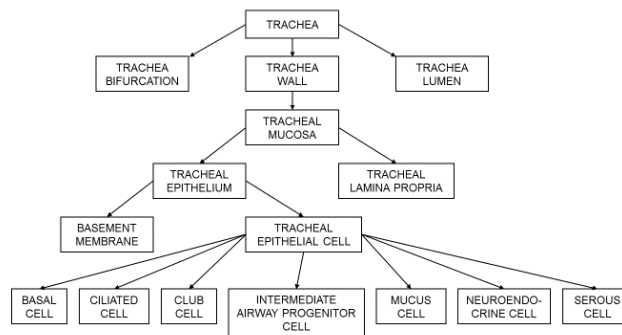 TRACHEA
TRACHEA
BIFURCATION
TRACHEA
WALL
TRACHEA
LUMEN
TRACHEAL
MUCOSA
TRACHEAL
EPITHELIUM
TRACHEAL
LAMINA PROPRIA
BASEMENT
MEMBRANE
TRACHEAL
EPITHELIAL CELL
BASAL
CELL
CILIATED
CELL
CLUB
CELL
INTERMEDIATE
AIRWAY PROGENITOR
CELL
MUCUS
CELL
NEUROENDO-
CRINE CELL
SEROUS
CELL